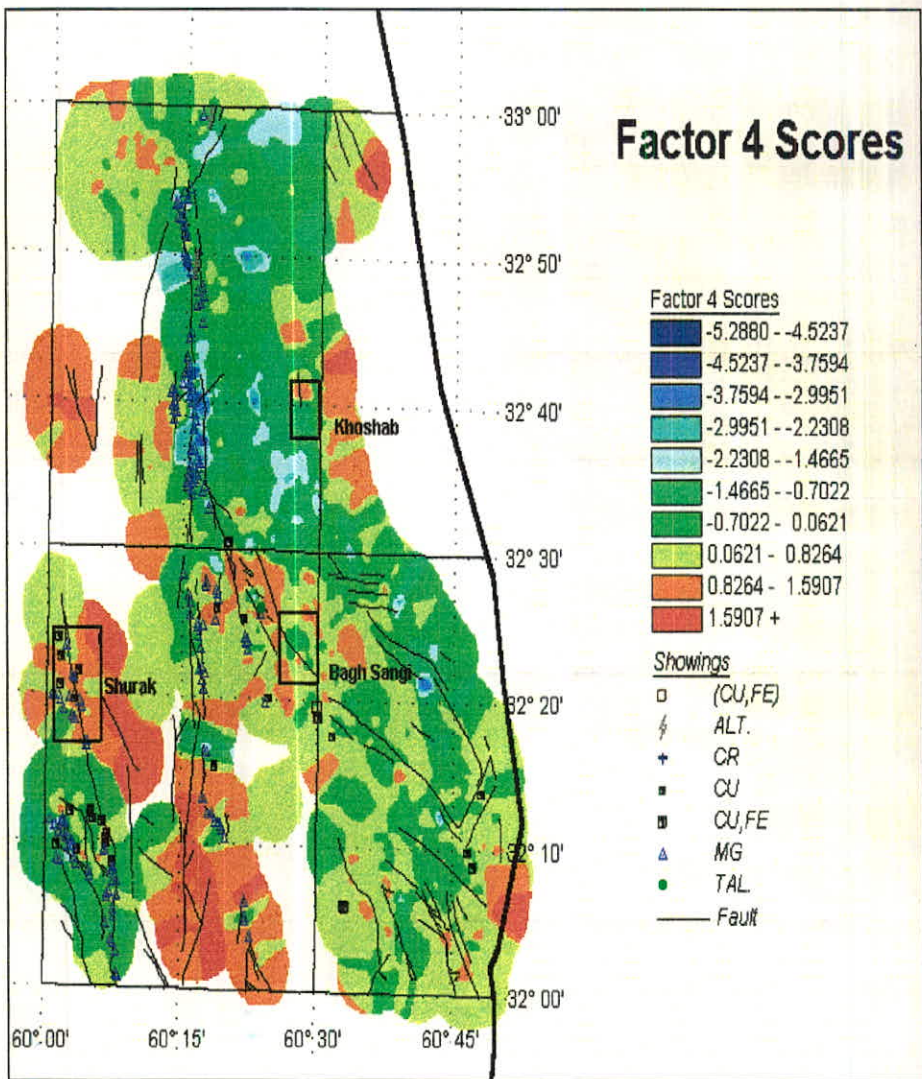 Factor 4 Scores
33° 00'
32° 50'
32° 40'
32° 30'
32° 20'
32° 10'
32° 00'
60° 00'
60° 15'
60° 30'
60° 45'
Khoshab
Bagh Sangi
Shurak
Factor 4 Scores
-5.2880 - -4.5237
-4.5237 - -3.7594
-3.7594 - -2.9951
-2.9951 - -2.2308
-2.2308 - -1.4665
-1.4665 - -0.7022
-0.7022 - 0.0621
0.0621 - 0.8264
0.8264 - 1.5907
1.5907 +
Showings
(CU,FE)
ALT.
CR
CU
CU,FE
MG
TAL.
Fault